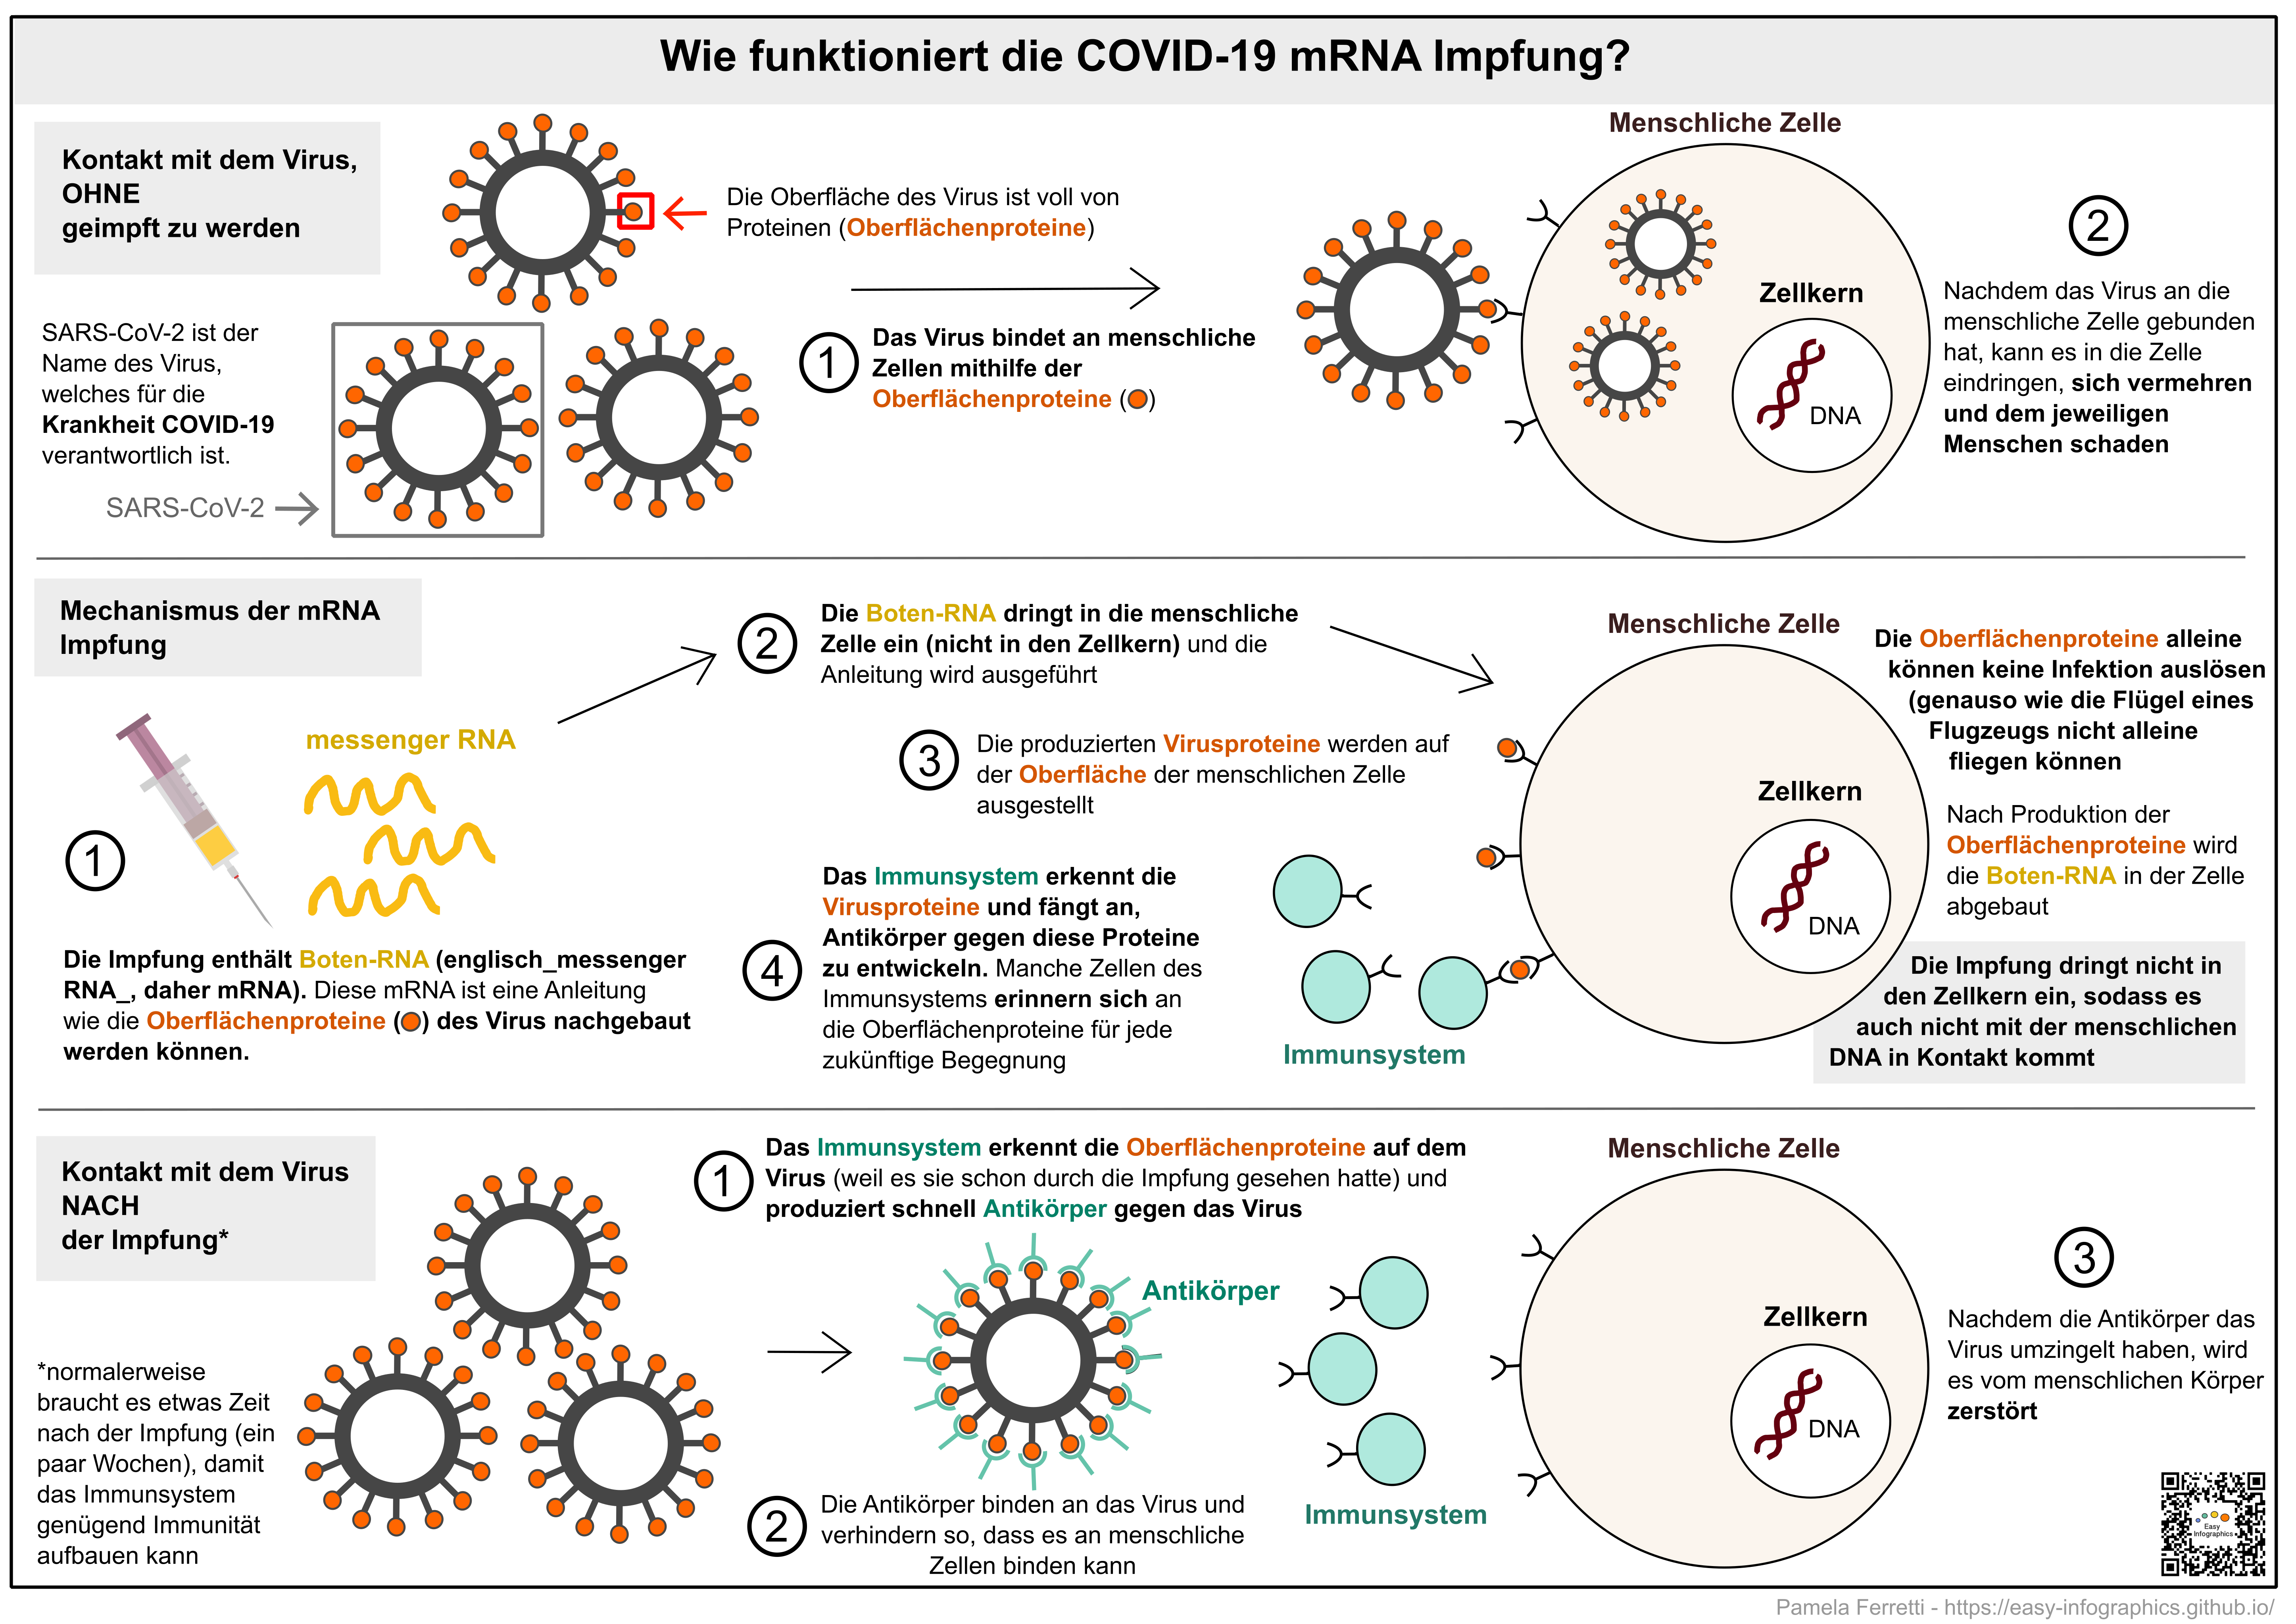 Wie funktioniert die COVID-19 mRNA Impfung?
Kontakt mit dem Virus,
OHNE
geimpft zu werden
Die Oberfläche des Virus ist voll von
Proteinen (Oberflächenproteine)
SARS-CoV-2 ist der
Name des Virus,
welches für die
Krankheit COVID-19
verantwortlich ist.
SARS-CoV-2
1
Das Virus bindet an menschliche
Zellen mithilfe der
Oberflächenproteine ( )
Menschliche Zelle
Zellkern
DNA
2
Nachdem das Virus an die
menschliche Zelle gebunden
hat, kann es in die Zelle
eindringen, sich vermehren
und dem jeweiligen
Menschen schaden
Mechanismus der mRNA
Impfung
messenger RNA
1
Die Impfung enthält Boten-RNA (englisch_messenger
RNA_, daher mRNA). Diese mRNA ist eine Anleitung
wie die Oberflächenproteine ( ) des Virus nachgebaut
werden können.
2
Die Boten-RNA dringt in die menschliche
Zelle ein (nicht in den Zellkern) und die
Anleitung wird ausgeführt
3
Die produzierten Virusproteine werden auf
der Oberfläche der menschlichen Zelle
ausgestellt
4
Das Immunsystem erkennt die
Virusproteine und fängt an,
Antikörper gegen diese Proteine
zu entwickeln. Manche Zellen des
Immunsystems erinnern sich an
die Oberflächenproteine für jede
zukünftige Begegnung
Immunsystem
Menschliche Zelle
Zellkern
DNA
Die Oberflächenproteine alleine
können keine Infektion auslösen
(genauso wie die Flügel eines
Flugzeugs nicht alleine
fliegen können
Nach Produktion der
Oberflächenproteine wird
die Boten-RNA in der Zelle
abgebaut
Die Impfung dringt nicht in
den Zellkern ein, sodass es
auch nicht mit der menschlichen
DNA in Kontakt kommt
Kontakt mit dem Virus
NACH
der Impfung*
*normalerweise
braucht es etwas Zeit
nach der Impfung (ein
paar Wochen), damit
das Immunsystem
genügend Immunität
aufbauen kann
1
Das Immunsystem erkennt die Oberflächenproteine auf dem
Virus (weil es sie schon durch die Impfung gesehen hatte) und
produziert schnell Antikörper gegen das Virus
Antikörper
2
Die Antikörper binden an das Virus und
verhindern so, dass es an menschliche
Zellen binden kann
Immunsystem
Menschliche Zelle
Zellkern
DNA
3
Nachdem die Antikörper das
Virus umzingelt haben, wird
es vom menschlichen Körper
zerstört
Easy
Infographics
Pamela Ferretti - https://easy-infographics.github.io/